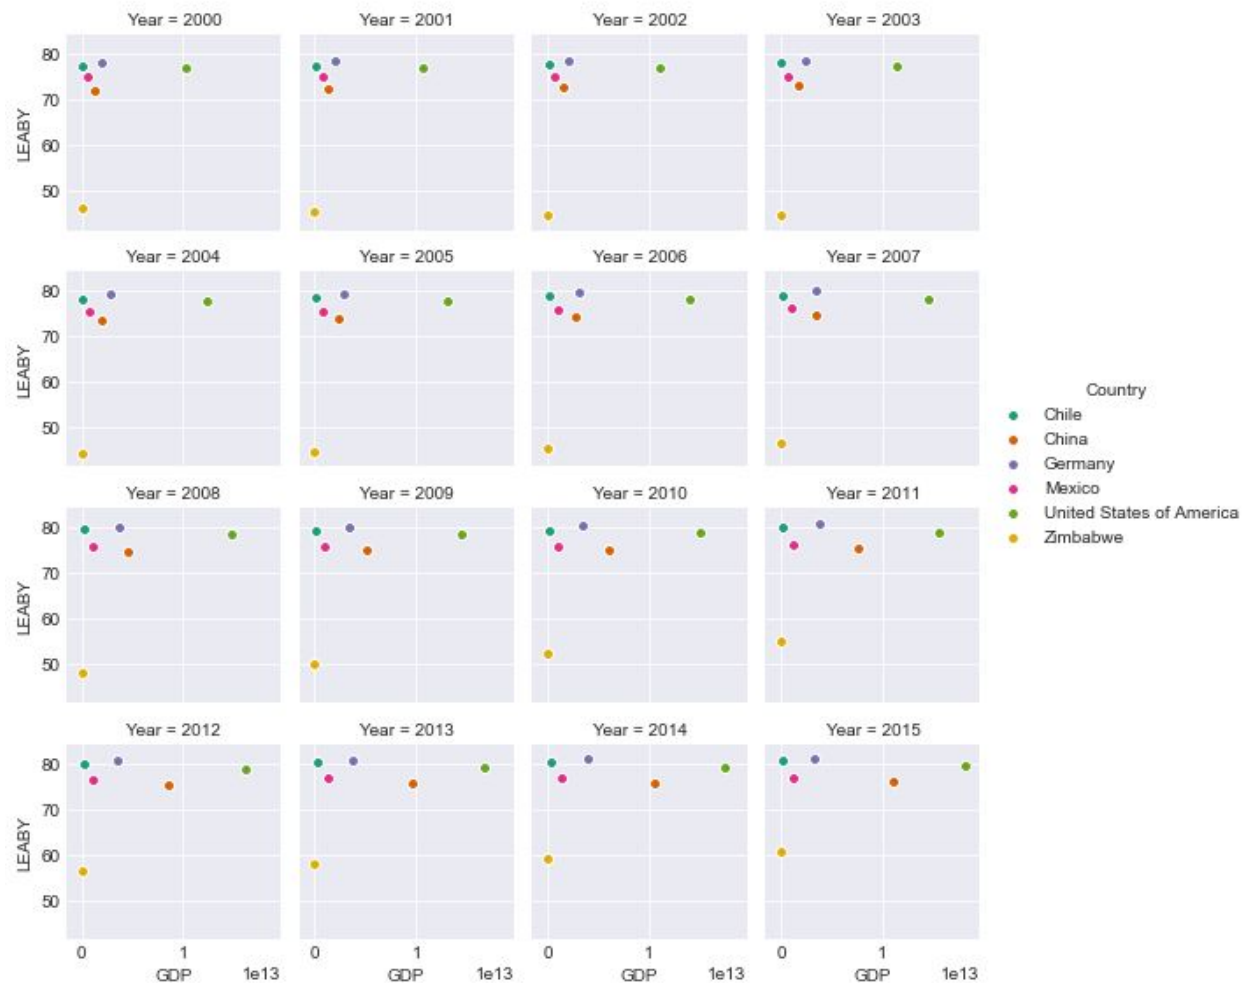 Year = 2000 Year = 2001 Year = 2002 Year = 2003
80
70
LEABY
60
50
Year = 2004 Year = 2005 Year = 2006 Year = 2007
80
70
LEABY
60
50
Country
Chile
China
Germany
Mexico
United States of America
Zimbabwe
Year = 2008 Year = 2009 Year = 2010 Year = 2011
80
70
LEABY
60
50
Year = 2012 Year = 2013 Year = 2014 Year = 2015
80
70
LEABY
60
50
0 1 0 1 0 1 0 1
GDP 1e13 GDP 1e13 GDP 1e13 GDP 1e13